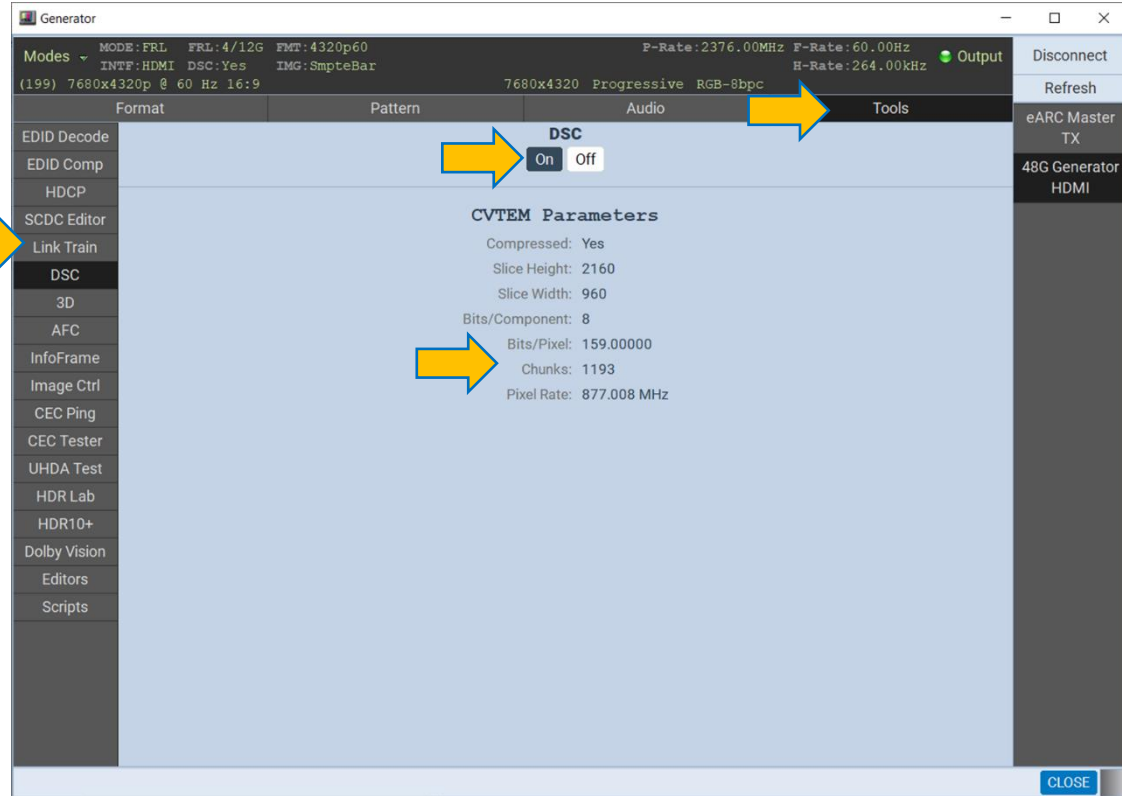 Generator
Modes MODE:FRL FRL:4/12G FMT:4320p60 P-Rate:2376.00MHz F-Rate:60.00Hz Output
INTF:HDMI DSC:Yes IMG:SmpteBar H-Rate:264.00kHz
(199) 7680x4320p @ 60 Hz 16:9 7680x4320 Progressive RGB-8bpc
Disconnect
Refresh
eARC Master
TX
48G Generator
HDMI
Format Pattern Audio Tools
EDID Decode
EDID Comp
HDCP
SCDC Editor
Link Train
DSC
3D
AFC
InfoFrame
Image Ctrl
CEC Ping
CEC Tester
UHDA Test
HDR Lab
HDR10+
Dolby Vision
Editors
Scripts
DSC
On Off
CVTEM Parameters
Compressed: Yes
Slice Height: 2160
Slice Width: 960
Bits/Component: 8
Bits/Pixel: 159.00000
Chunks: 1193
Pixel Rate: 877.008 MHz
CLOSE